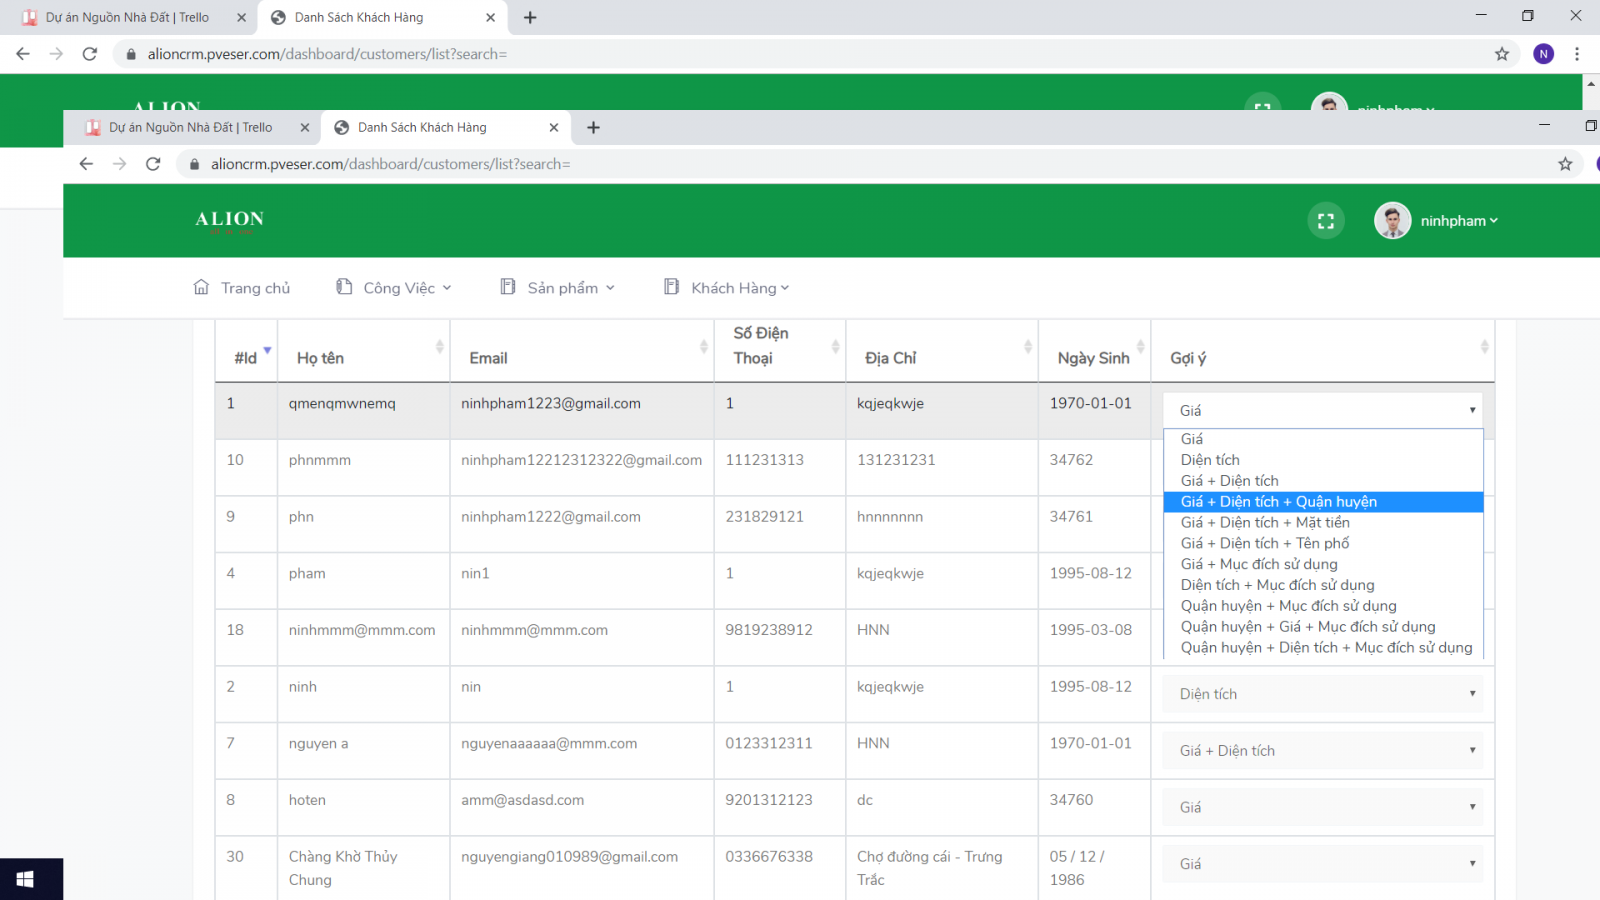 Dự án Nguồn Nhà Đất | Trello
Danh Sách Khách Hàng
alioncrm.pveser.com/dashboard/customers/list?search=
N
ALION
ninhpham
Dự án Nguồn Nhà Đất | Trello
Danh Sách Khách Hàng
alioncrm.pveser.com/dashboard/customers/list?search=
ALION
ninhpham
Trang chủ
Công Việc
Sản phẩm
Khách Hàng
#Id
Họ tên
Email
Số Điện
Thoại
Địa Chỉ
Ngày Sinh
Gợi ý
1 qmenqmwnemq ninhpham1223@gmail.com 1 kqjeqkwje 1970-01-01 Giá
10 phnmmm ninhpham12212312322@gmail.com 111231313 131231231 34762
9 phn ninhpham1222@gmail.com 231829121 hnnnnnnn 34761
4 pham nin1 1 kqjeqkwje 1995-08-12
18 ninhmmm@mmm.com ninhmmm@mmm.com 9819238912 HNN 1995-03-08
Giá
Diện tích
Giá + Diện tích
Giá + Diện tích + Quận huyện
Giá + Diện tích + Mặt tiền
Giá + Diện tích + Tên phố
Giá + Mục đích sử dụng
Diện tích + Mục đích sử dụng
Quận huyện + Mục đích sử dụng
Quận huyện + Giá + Mục đích sử dụng
Quận huyện + Diện tích + Mục đích sử dụng
2 ninh nin 1 kqjeqkwje 1995-08-12 Diện tích
7 nguyen a nguyenaaaaaa@mmm.com 0123312311 HNN 1970-01-01 Giá + Diện tích
8 hoten amm@asdasd.com 9201312123 dc 34760 Giá
30 Chàng Khờ Thủy nguyengiang010989@gmail.com 0336676338 Chợ đường cái - Trưng 05 / 12 / Giá
Chung Trắc 1986